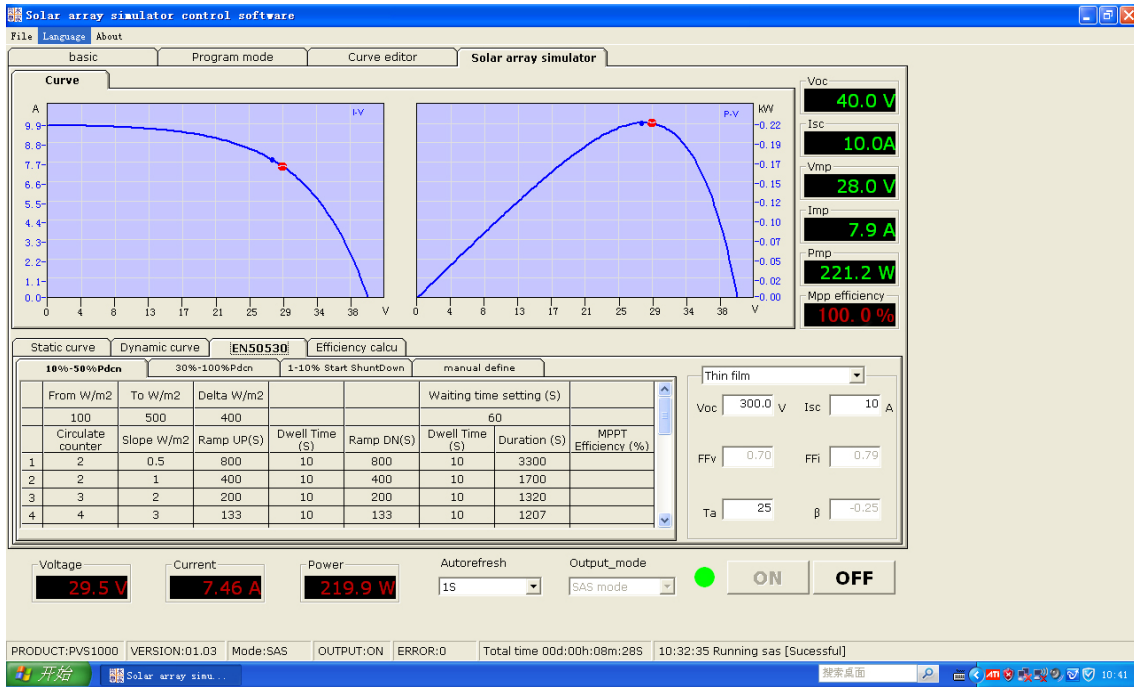 Solar array simulator control software
File Language About
basic Program mode Curve editor Solar array simulator
Curve
A I-V
9.9
8.8
7.7
6.6
5.5
4.4
3.3
2.2
1.1
0.0
0 4 8 13 17 21 25 29 34 38 V
P-V KW
0.22
0.19
0.17
0.15
0.12
0.10
0.07
0.05
0.02
0.00
0 4 8 13 17 21 25 29 34 38 V
Voc
40.0 V
Isc
10.0A
Vmp
28.0 V
Imp
7.9 A
Pmp
221.2 W
Mpp efficiency
100.0 %
Static curve Dynamic curve EN50530 Efficiency calcu
10%-50%Pdcn 30%-100%Pdcn 1-10% Start ShuntDown manual define
From W/m2 To W/m2 Delta W/m2 Waiting time setting (S)
100 500 400 60
Circulate counter Slope W/m2 Ramp UP(S) Dwell Time (S) Ramp DN(S) Dwell Time (S) Duration (S) MPPT Efficiency (%)
1 2 0.5 800 10 800 10 3300
2 2 1 400 10 400 10 1700
3 3 2 200 10 200 10 1320
4 4 3 133 10 133 10 1207
Thin film
Voc 300.0 V Isc 10 A
FFv 0.70 FFi 0.79
Ta 25 β -0.25
Voltage Current Power Autorefresh Output_mode
29.5 V 7.46 A 219.9 W 1S SAS mode ON OFF
PRODUCT:PVS1000 VERSION:01.03 Mode:SAS OUTPUT:ON ERROR:0 Total time 00d:00h:08m:28S 10:32:35 Running sas [Sucessful]
开始 Solar array simu... 搜索桌面 ATI 10:41